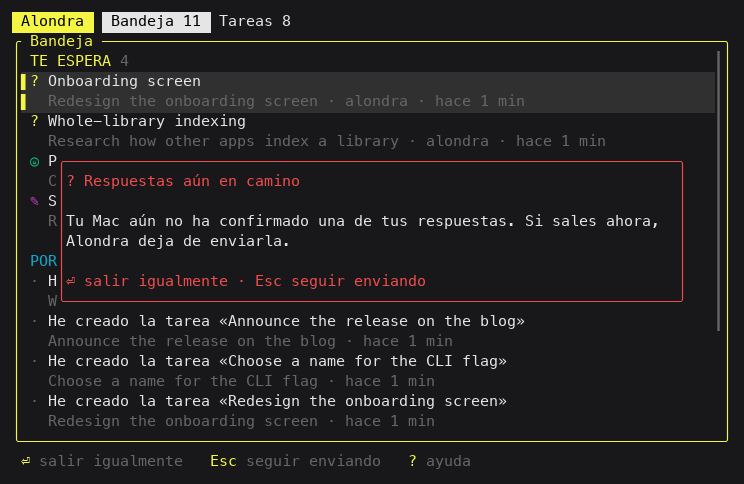 Alondra  Bandeja 11  Tareas 8
Bandeja
TE ESPERA 4
? Onboarding screen
Redesign the onboarding screen · alondra · hace 1 min
? Whole-library indexing
Research how other apps index a library · alondra · hace 1 min
P
C
? Respuestas aún en camino
✎ S
R
Tu Mac aún no ha confirmado una de tus respuestas. Si sales ahora,
Alondra deja de enviarla.
POR
· H
⏎ salir igualmente · Esc seguir enviando
W
· He creado la tarea «Announce the release on the blog»
Announce the release on the blog · hace 1 min
· He creado la tarea «Choose a name for the CLI flag»
Choose a name for the CLI flag · hace 1 min
· He creado la tarea «Redesign the onboarding screen»
Redesign the onboarding screen · hace 1 min
⏎ salir igualmente  Esc seguir enviando  ? ayuda